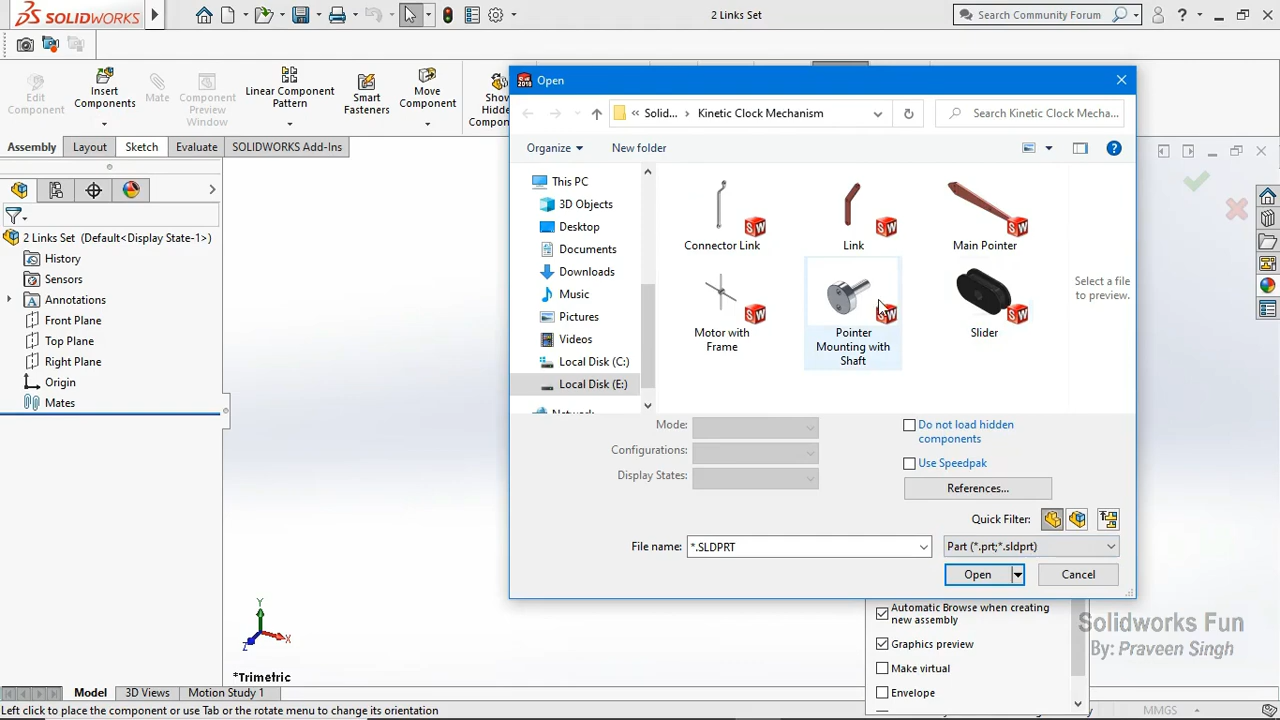 SOLIDWORKS
2 Links Set
Search Community Forum
?
Edit
Component
Insert
Components
Mate
Component
Preview
Window
Linear Component
Pattern
Smart
Fasteners
Move
Component
Show
Hidden
Compon
Assembly
Layout
Sketch
Evaluate
SOLIDWORKS Add-Ins
2 Links Set (Default<Display State-1>)
History
Sensors
Annotations
Front Plane
Top Plane
Right Plane
Origin
Mates
Open
« Solid... › Kinetic Clock Mechanism
Search Kinetic Clock Mecha...
Organize
New folder
This PC
3D Objects
Desktop
Documents
Downloads
Music
Pictures
Videos
Local Disk (C:)
Local Disk (E:)
Network
Connector Link
Link
Main Pointer
Motor with
Frame
Pointer
Mounting with
Shaft
Slider
Select a file
to preview.
Mode:
Configurations:
Display States:
Do not load hidden
components
Use Speedpak
References...
Quick Filter:
File name:
*.SLDPRT
Part (*.prt;*.sldprt)
Open
Cancel
Automatic Browse when creating
new assembly
Graphics preview
Make virtual
Envelope
Solidworks Fun
By: Praveen Singh
Y
X
Z
*Trimetric
Model
3D Views
Motion Study 1
Left click to place the component or use Tab or the rotate menu to change its orientation
MMGS